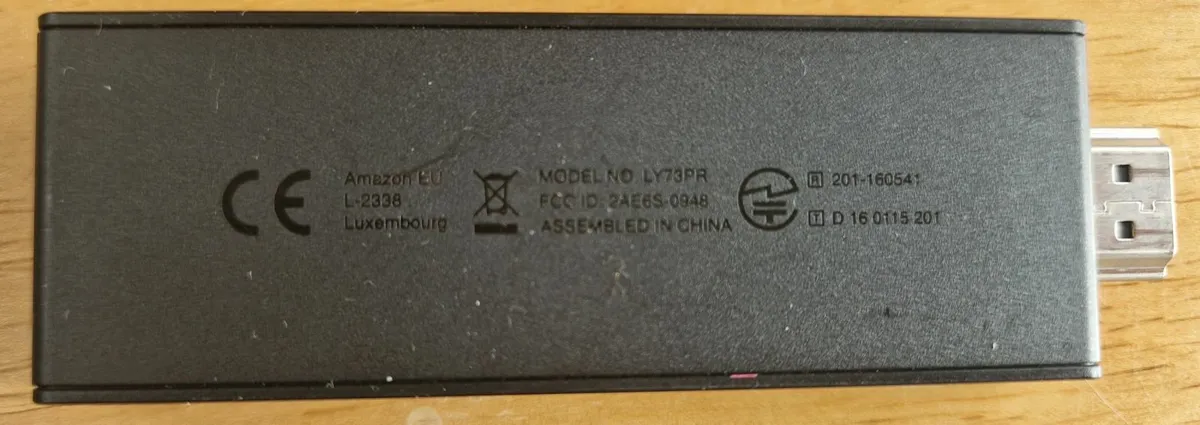 CE
Amazon EU
L-2338
Luxembourg
MODEL NO. LY73PR
FCC ID: 2AE6S-0948
ASSEMBLED IN CHINA
R 201-160541
T D 16 0115 201